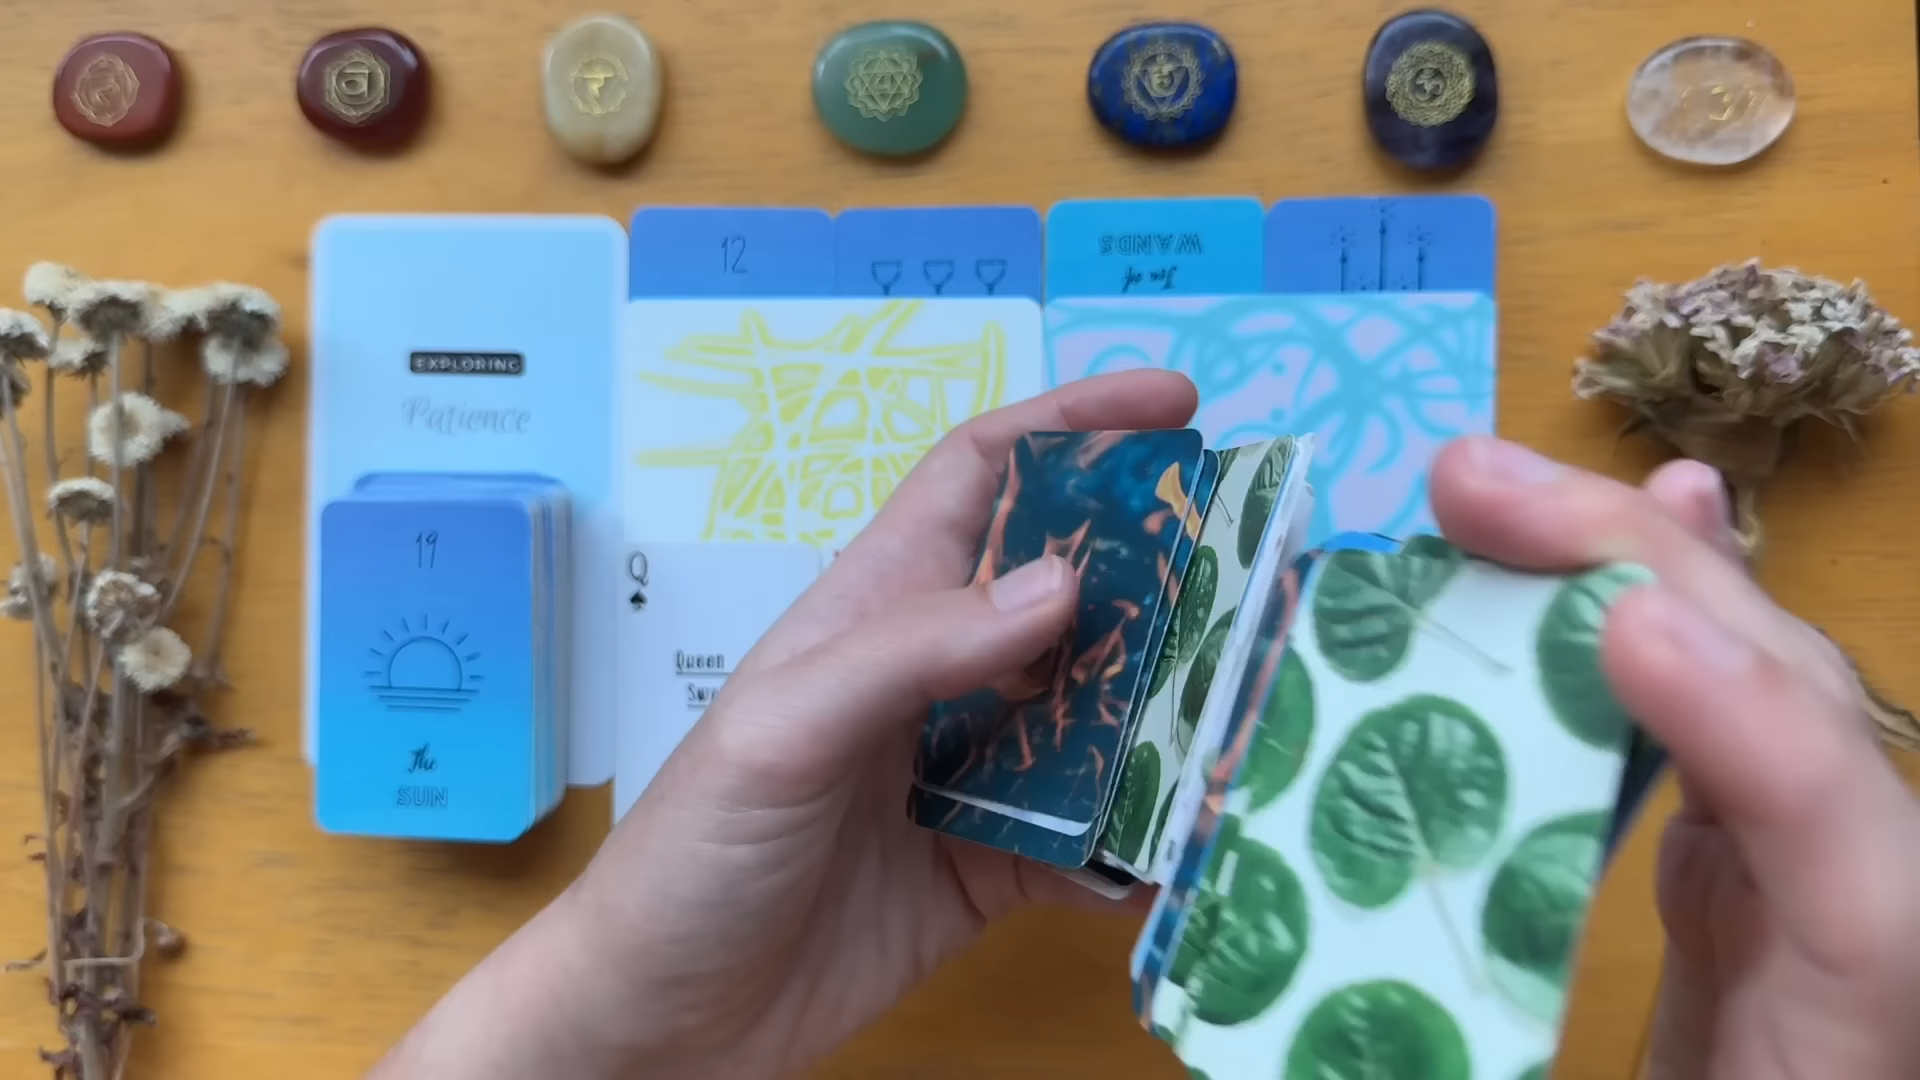 EXPLORING
Patience
12
WANDS
Ten of
19
The
SUN
Q
Queen